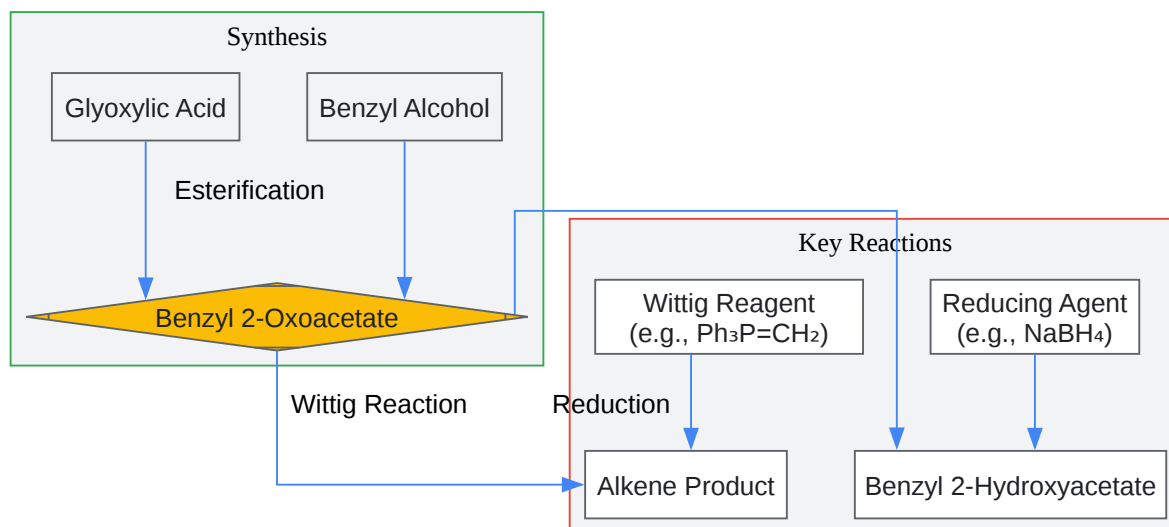 Synthesis
Glyoxylic Acid
Benzyl Alcohol
Esterification
Benzyl 2-Oxoacetate
Key Reactions
Wittig Reagent
(e.g., Ph₃P=CH₂)
Reducing Agent
(e.g., NaBH₄)
Wittig Reaction
Reduction
Alkene Product
Benzyl 2-Hydroxyacetate